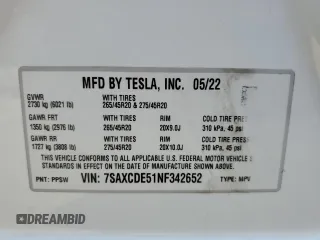 MFD BY TESLA, INC. 05/22
GVWR WITH TIRES
2730 kg (6021 lb) 265/45R20 & 275/45R20
GAWR FRT WITH TIRES RIM COLD TIRE PRESS
1350 kg (2976 lb) 265/45R20 20X9.0J 310 kPa, 45 psi
GAWR RR WITH TIRES RIM COLD TIRE PRESS
1727 kg (3808 lb) 275/45R20 20X10.0J 310 kPa, 45 psi
THIS VEHICLE CONFORMS TO ALL APPLICABLE U.S. FEDERAL
MOTOR VEHICLE SAFETY STANDARDS IN EFFECT ON THE DATE
OF MANUFACTURE SHOWN ABOVE.
PNT: PPSW VIN: 7SAXCDE51NF342652 TYPE: MPV
DREAMBID
dreambid.com